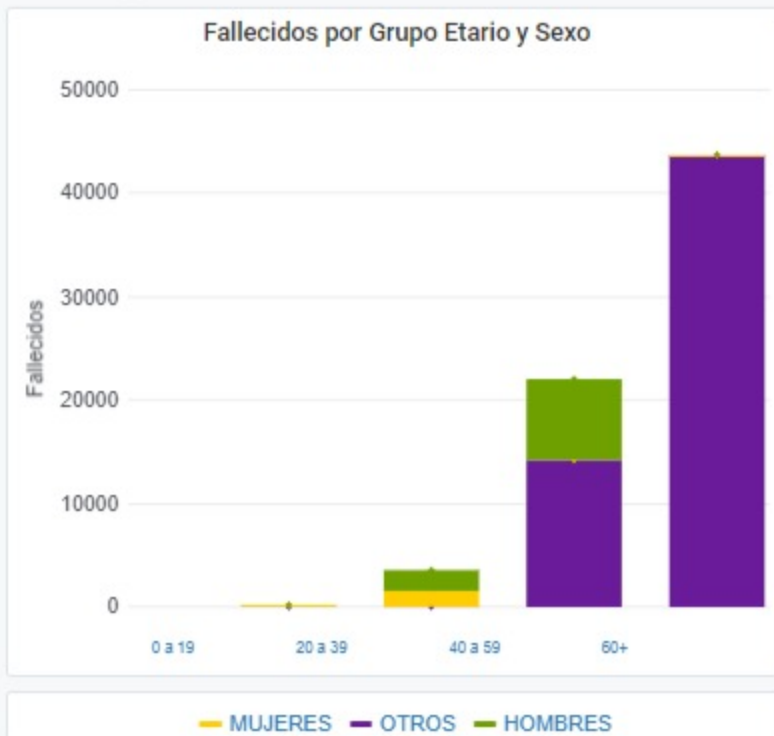 Fallecidos por Grupo Etario y Sexo
50000
40000
30000
20000
10000
0
Fallecidos
0 a 19 20 a 39 40 a 59 60+
MUJERES OTROS HOMBRES